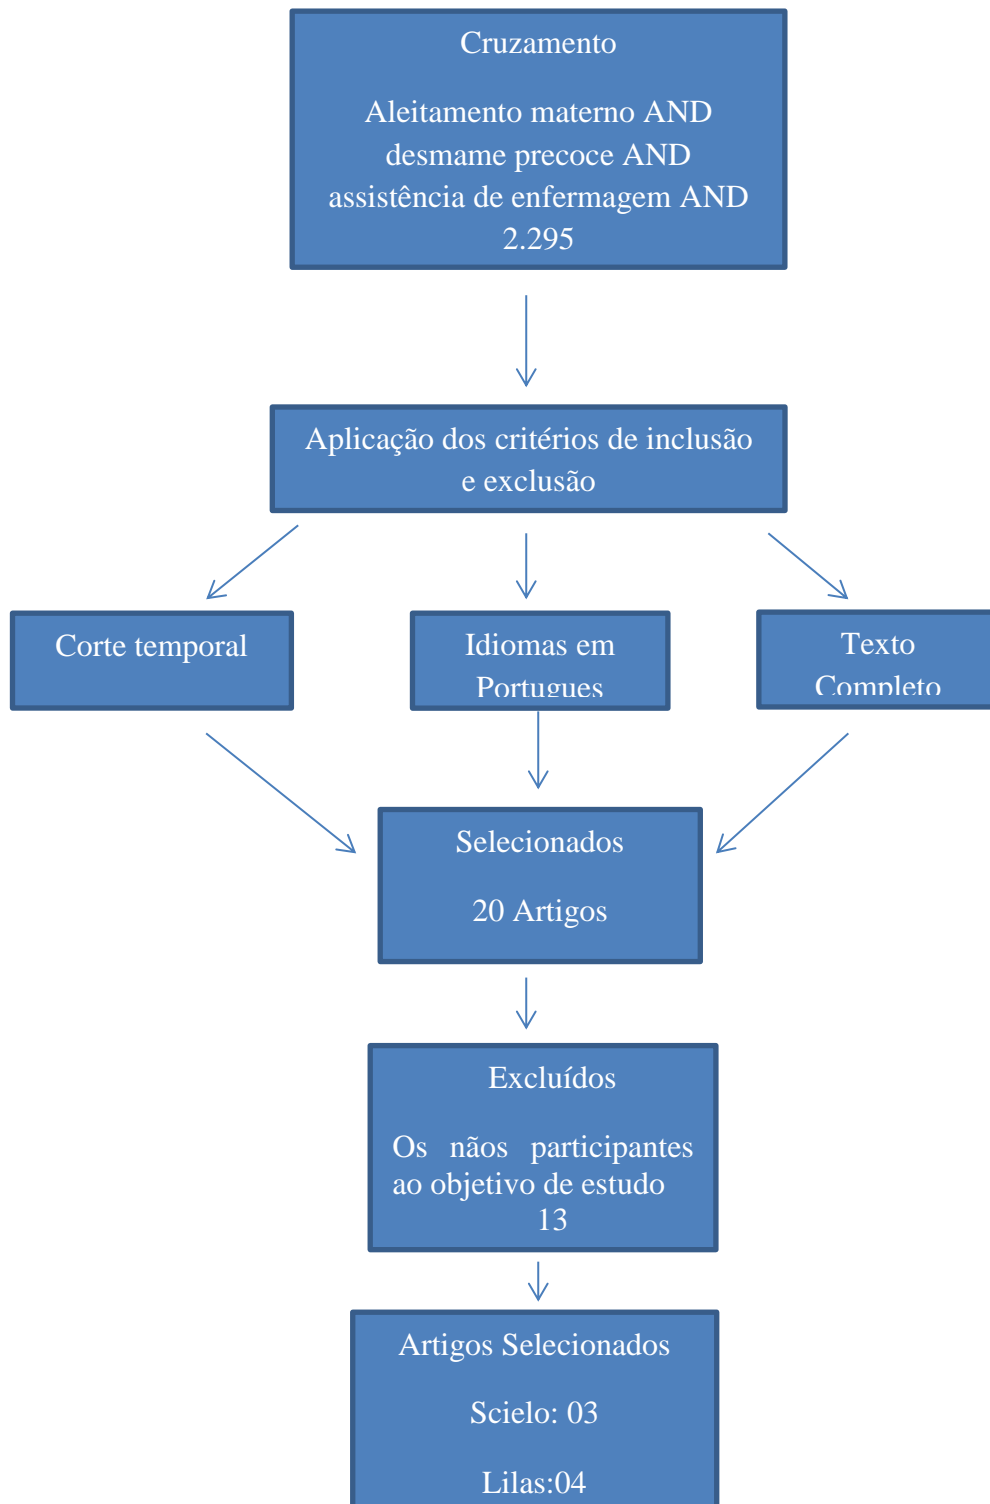 Cruzamento
Aleitamento materno AND
desmame precoce AND
assistência de enfermagem AND
2.295
Aplicação dos critérios de inclusão
e exclusão
Corte temporal
Idiomas em
Portugues
Texto
Completo
Selecionados
20 Artigos
Excluídos
Os nãos participantes
ao objetivo de estudo
13
Artigos Selecionados
Scielo: 03
Lilas:04